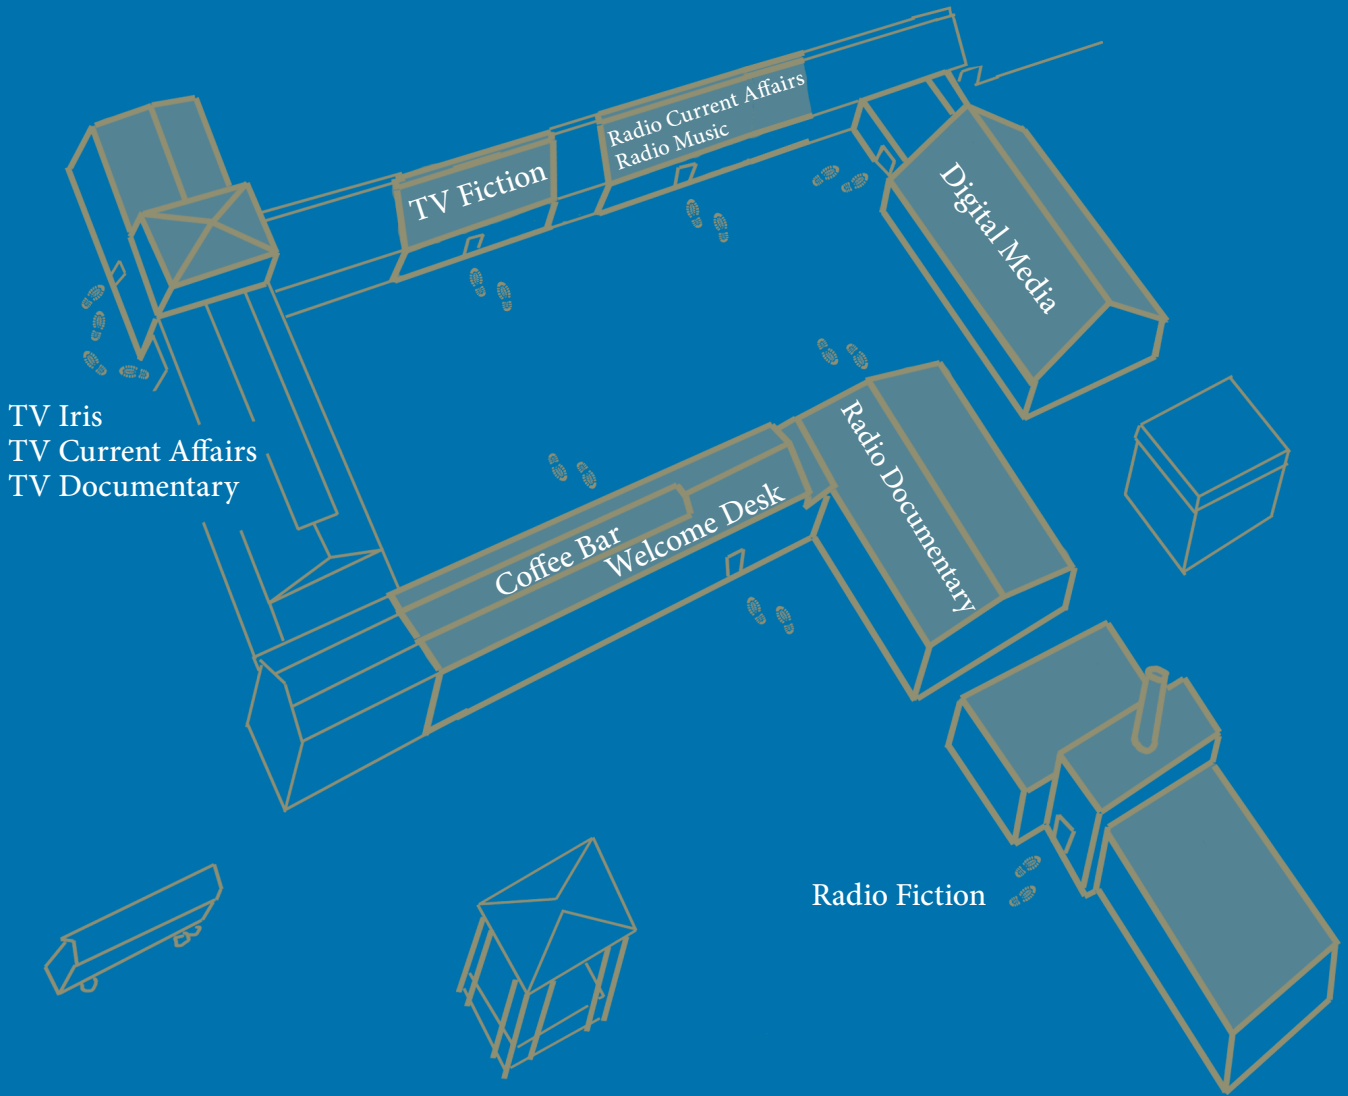 Radio Current Affairs
Radio Music
TV Fiction
Digital Media
TV Iris
TV Current Affairs
TV Documentary
Radio Documentary
Coffee Bar
Welcome Desk
Radio Fiction